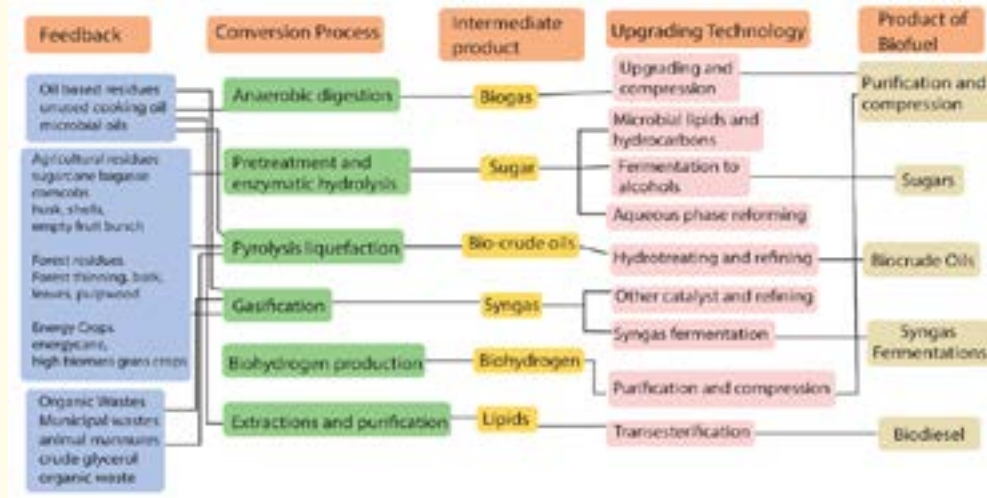 Feedback
Conversion Process
Intermediate
product
Upgrading Technology
Product of
Biofuel
Oil based residues
unused cooking oil
microbial oils
Agricultural residues
sugarcane bagasse
corncobs
husk, shells,
empty fruit bunch
Forest residues
Forest thinning, bark,
leaves, pulpwood
Energy Crops
energycane,
high biomass grass crops
Organic Wastes
Municipal wastes
animal mannures
crude glycerol
organic waste
Anaerobic digestion
Pretreatment and
enzymatic hydrolysis
Pyrolysis liquefaction
Gasification
Biohydrogen production
Extractions and purification
Biogas
Sugar
Bio-crude oils
Syngas
Biohydrogen
Lipids
Upgrading and
compression
Microbial lipids and
hydrocarbons
Fermentation to
alcohols
Aqueous phase reforming
Hydrotreating and refining
Other catalyst and refining
Syngas fermentation
Purification and compression
Transesterification
Purification and
compression
Sugars
Biocrude Oils
Syngas
Fermentations
Biodiesel